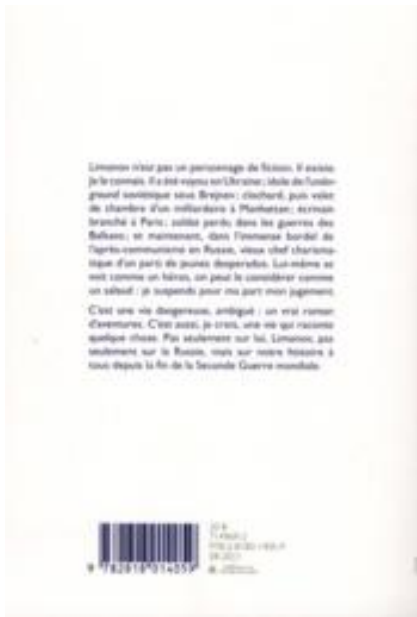 Limonov n'est pas un personnage de fiction. Il existe.
Je le connais. Il a été voyou en Ukraine ; idole de l'under-
ground soviétique sous Brejnev ; clochard, puis valet
de chambre d'un milliardaire à Manhattan ; écrivain
branché à Paris ; soldat perdu dans les guerres des
Balkans ; et maintenant, dans l'immense bordel de
l'après-communisme en Russie, vieux chef charisma-
tique d'un parti de jeunes desperados. Lui-même se
voit comme un héros, on peut le considérer comme
un salaud : je suspends pour ma part mon jugement.
C'est une vie dangereuse, ambiguë : un vrai roman
d'aventures. C'est aussi, je crois, une vie qui raconte
quelque chose. Pas seulement sur lui, Limonov, pas
seulement sur la Russie, mais sur notre histoire à
tous depuis la fin de la Seconde Guerre mondiale.
9 782818 014059